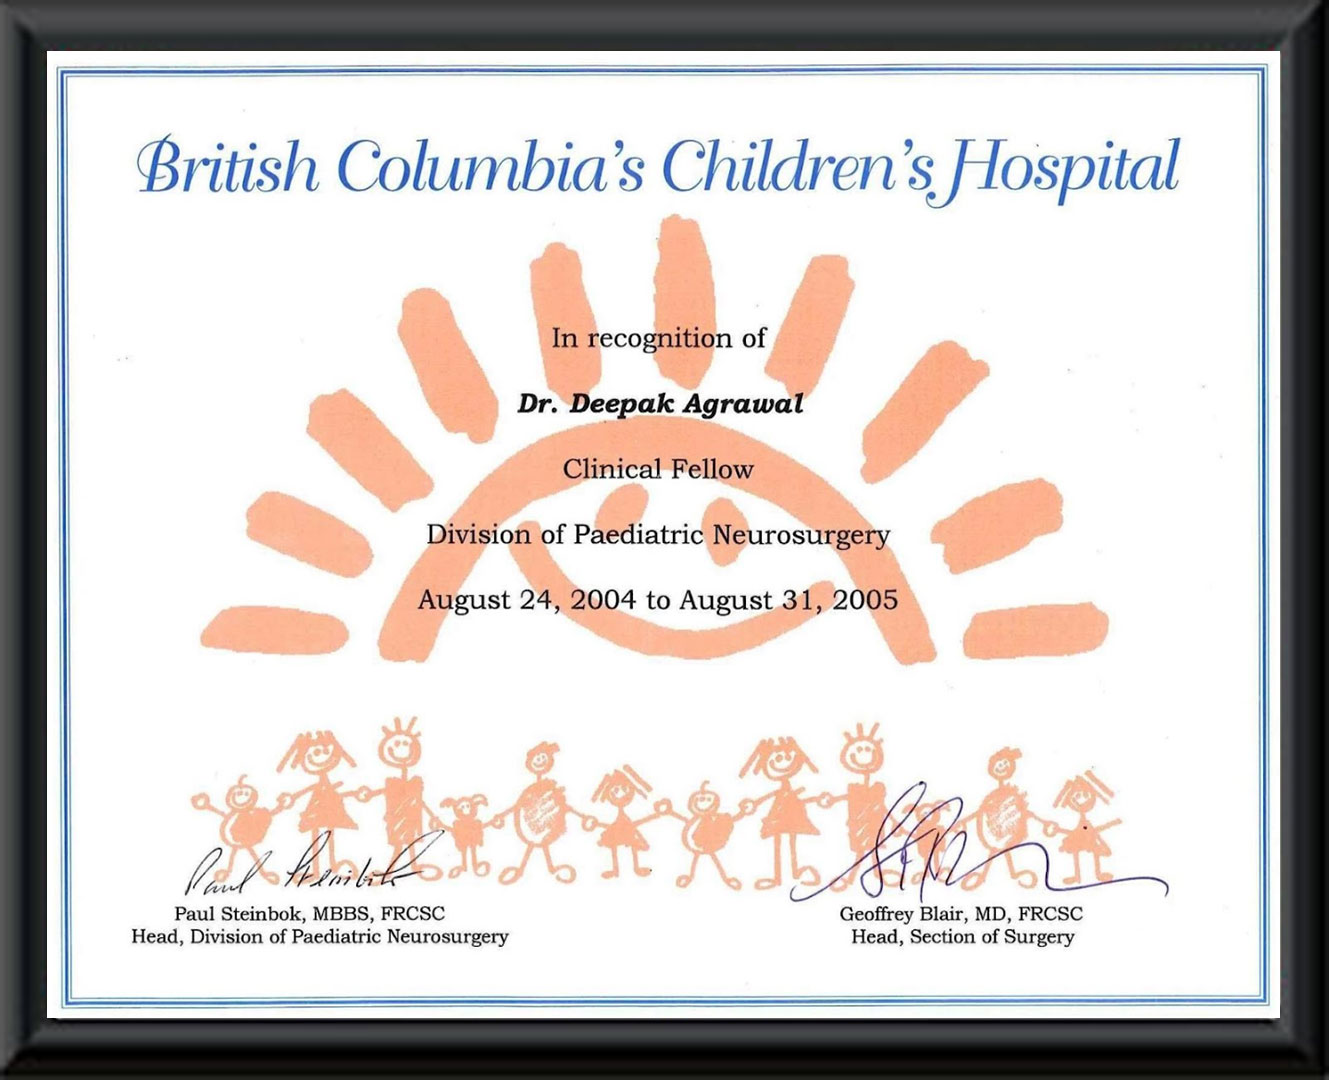 British Columbia's Children's Hospital
In recognition of
Dr. Deepak Agrawal
Clinical Fellow
Division of Paediatric Neurosurgery
August 24, 2004 to August 31, 2005
Paul Steinbok
Paul Steinbok, MBBS, FRCSC
Head, Division of Paediatric Neurosurgery
Geoffrey Blair, MD, FRCSC
Head, Section of Surgery